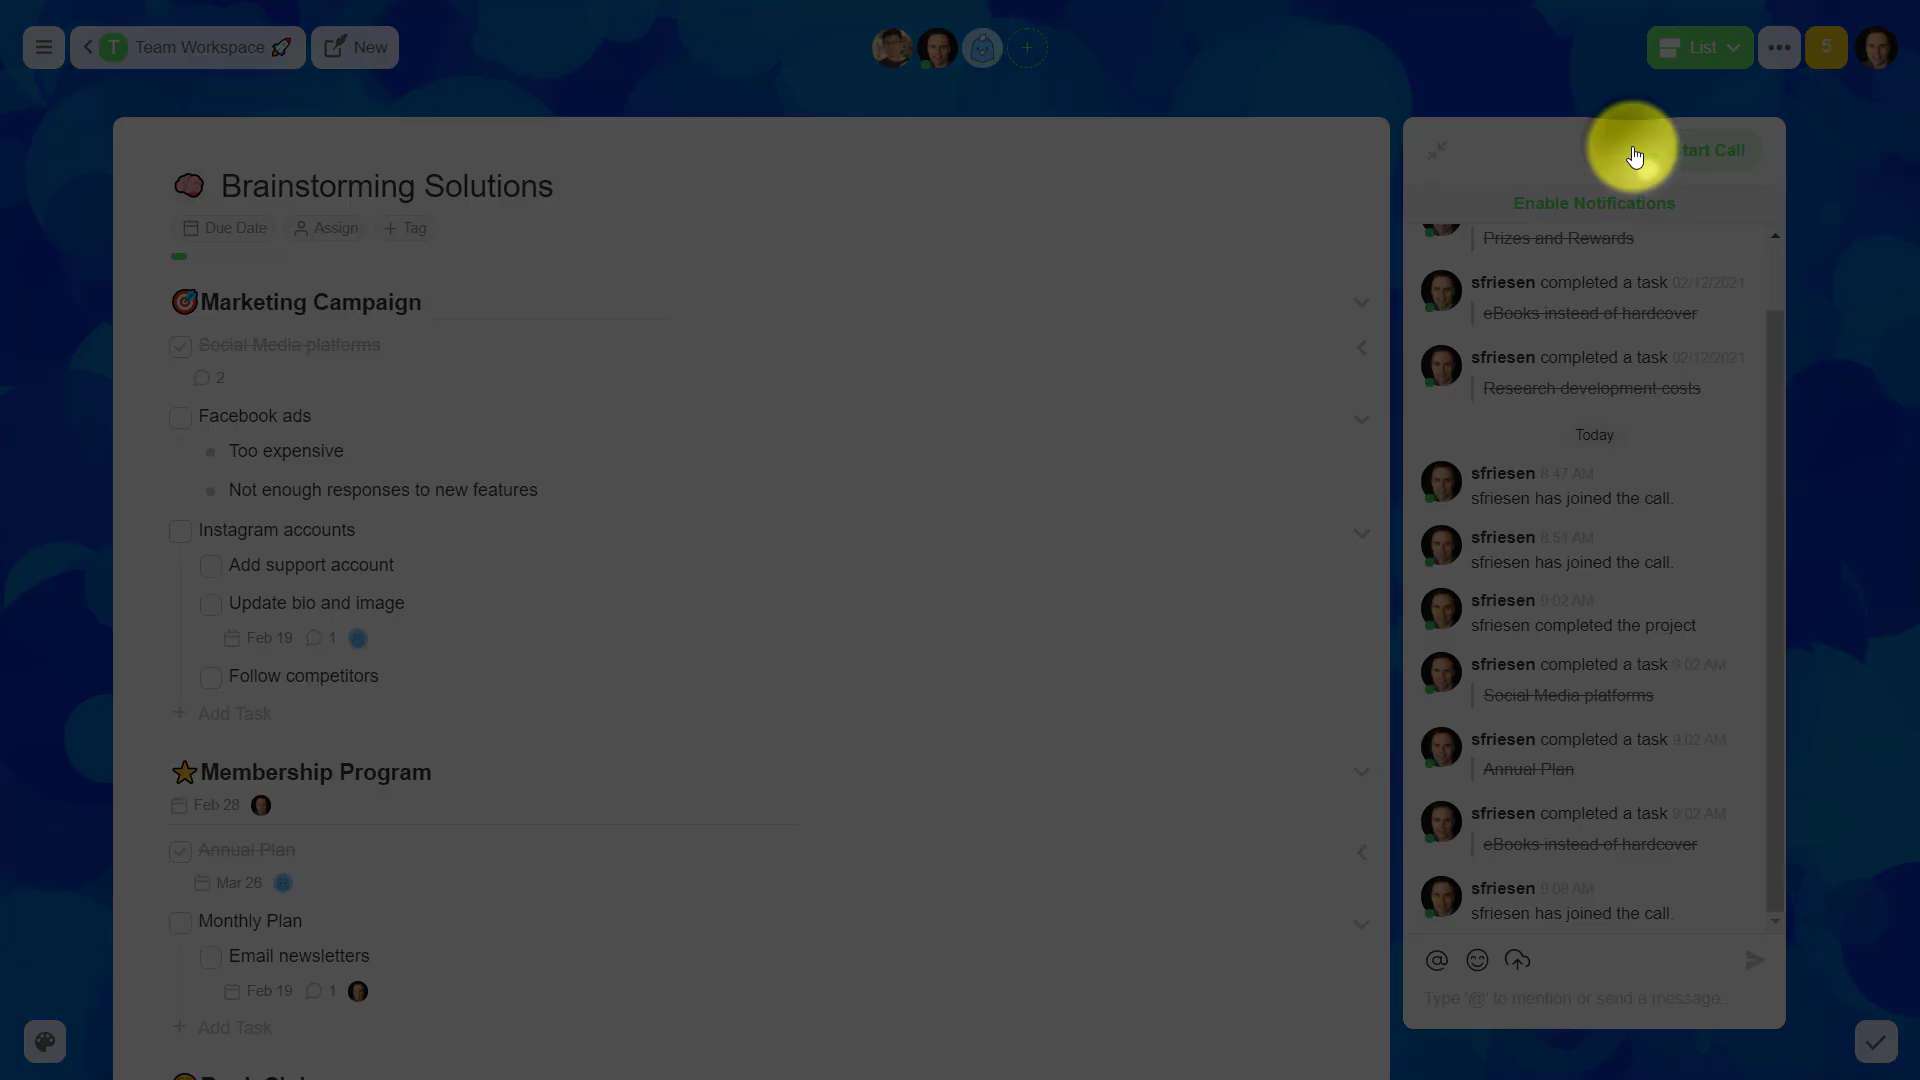 T Team Workspace 🚀
New
List
5
🧠 Brainstorming Solutions
Due Date
Assign
+ Tag
🎯Marketing Campaign
Social Media platforms
2
Facebook ads
Too expensive
Not enough responses to new features
Instagram accounts
Add support account
Update bio and image
Feb 19 1
Follow competitors
+ Add Task
⭐Membership Program
Feb 28
Annual Plan
Mar 26
Monthly Plan
Email newsletters
Feb 19 1
+ Add Task
tart Call
Enable Notifications
Prizes and Rewards
sfriesen completed a task 02/12/2021
eBooks instead of hardcover
sfriesen completed a task 02/12/2021
Research development costs
Today
sfriesen 8:47 AM
sfriesen has joined the call.
sfriesen 8:51 AM
sfriesen has joined the call.
sfriesen 9:02 AM
sfriesen completed the project
sfriesen completed a task 9:02 AM
Social Media platforms
sfriesen completed a task 9:02 AM
Annual Plan
sfriesen completed a task 9:02 AM
eBooks instead of hardcover
sfriesen 9:08 AM
sfriesen has joined the call.
Type '@' to mention or send a message...